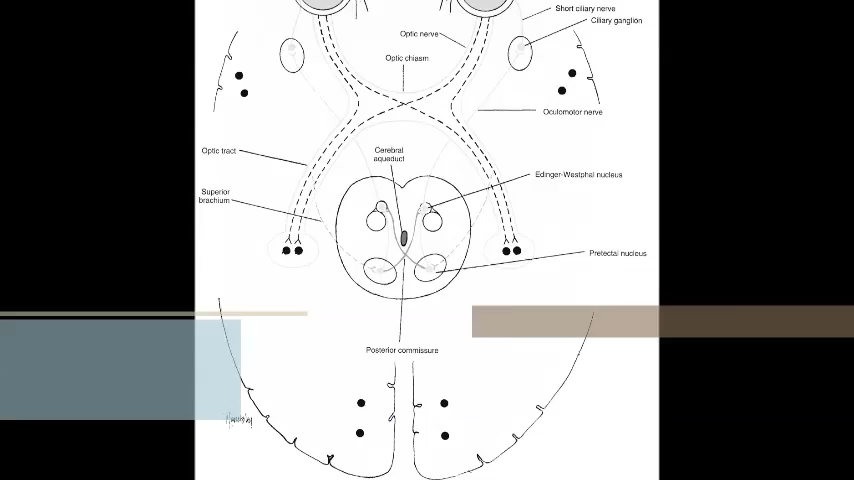 Short ciliary nerve
Ciliary ganglion
Optic nerve
Optic chiasm
Oculomotor nerve
Optic tract
Cerebral
aqueduct
Edinger-Westphal nucleus
Superior
brachium
Pretectal nucleus
Posterior commissure